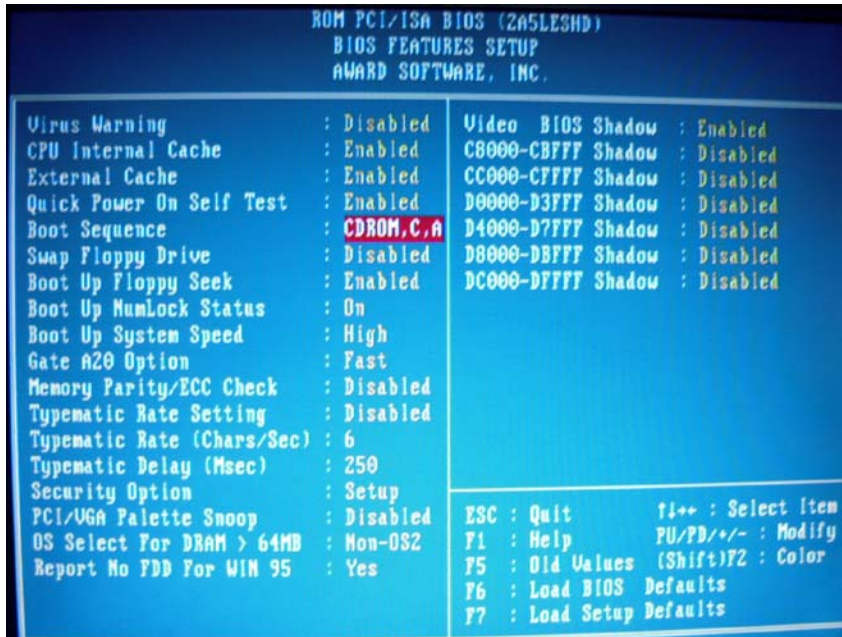 ROM PCI/ISA BIOS (2A5LESHD)
BIOS FEATURES SETUP
AWARD SOFTWARE, INC.
Virus Warning : Disabled
CPU Internal Cache : Enabled
External Cache : Enabled
Quick Power On Self Test : Enabled
Boot Sequence : CDROM,C,A
Swap Floppy Drive : Disabled
Boot Up Floppy Seek : Enabled
Boot Up NumLock Status : On
Boot Up System Speed : High
Gate A20 Option : Fast
Memory Parity/ECC Check : Disabled
Typematic Rate Setting : Disabled
Typematic Rate (Chars/Sec) : 6
Typematic Delay (Msec) : 250
Security Option : Setup
PCI/VGA Palette Snoop : Disabled
OS Select For DRAM > 64MB : Non-OS2
Report No FDD For WIN 95 : Yes
Video BIOS Shadow : Enabled
C8000-CBFFF Shadow : Disabled
CC000-CFFFF Shadow : Disabled
D0000-D3FFF Shadow : Disabled
D4000-D7FFF Shadow : Disabled
D8000-DBFFF Shadow : Disabled
DC000-DFFFF Shadow : Disabled
ESC : Quit ↑↓→← : Select Item
F1 : Help PU/PD/+/- : Modify
F5 : Old Values (Shift)F2 : Color
F6 : Load BIOS Defaults
F7 : Load Setup Defaults